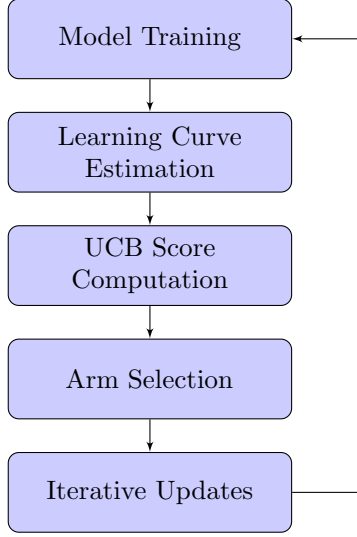 Model Training
Learning Curve
Estimation
UCB Score
Computation
Arm Selection
Iterative Updates